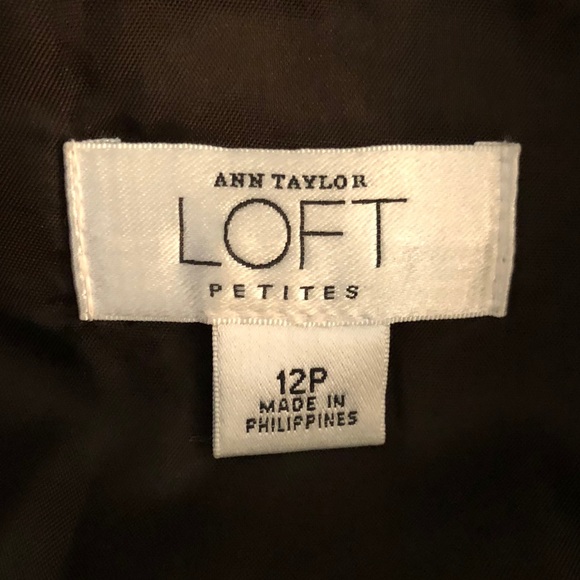 ANN TAYLOR
LOFT
PETITES
12P
MADE IN
PHILIPPINES